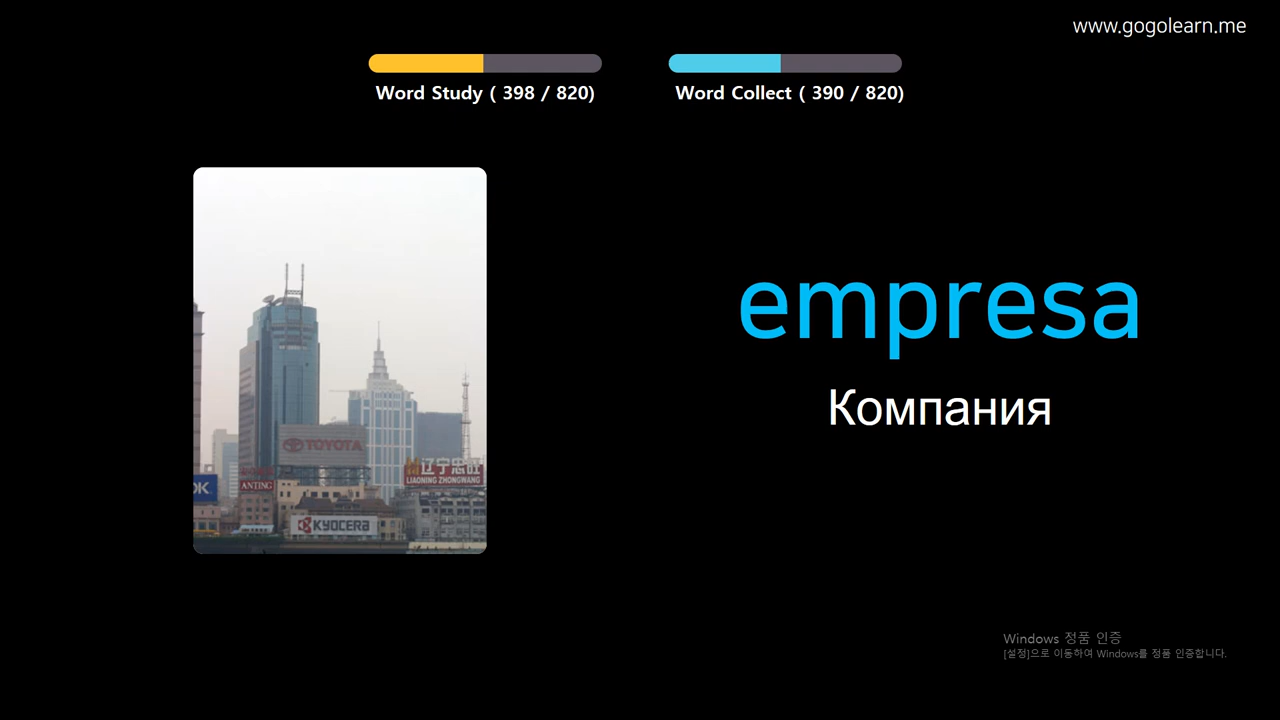 www.gogolearn.me
Word Study ( 398 / 820)
Word Collect ( 390 / 820)
empresa
Компания
TOYOTA
辽宁忠旺
LIAONING ZHONGWANG
OK
ANTING
KYOCERA
Windows 정품 인증
[설정]으로 이동하여 Windows를 정품 인증합니다.